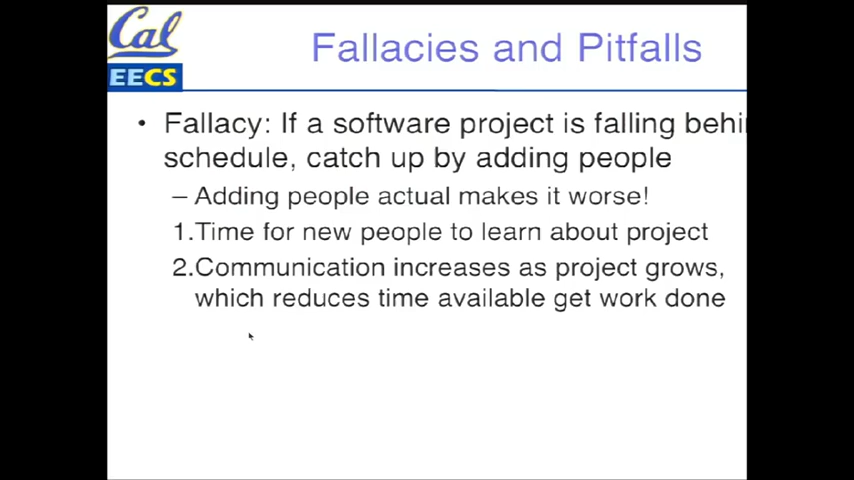 Cal
EECS
Fallacies and Pitfalls
• Fallacy: If a software project is falling behi
schedule, catch up by adding people
– Adding people actual makes it worse!
1.Time for new people to learn about project
2.Communication increases as project grows,
which reduces time available get work done